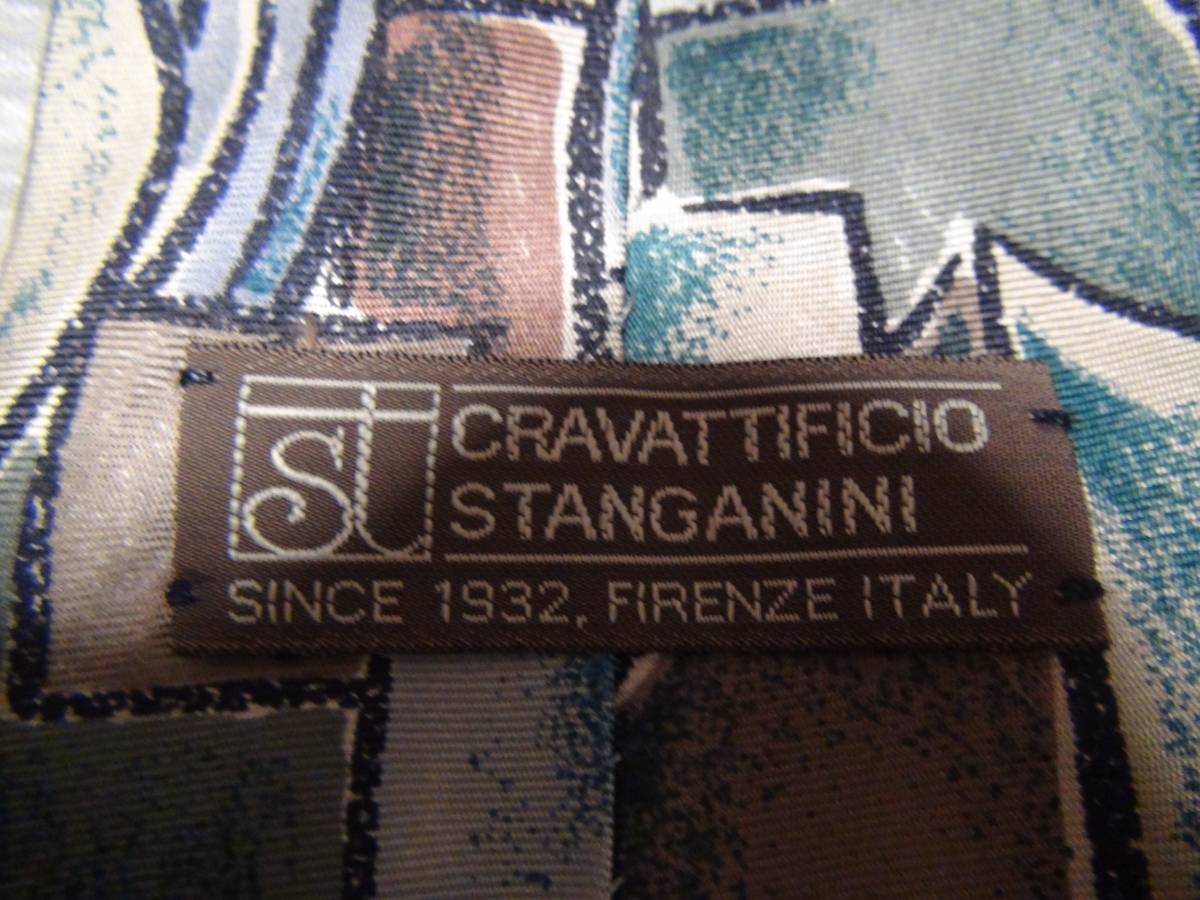 St
CRAVATTIFICIO
STANGANINI
SINCE 1932, FIRENZE ITALY